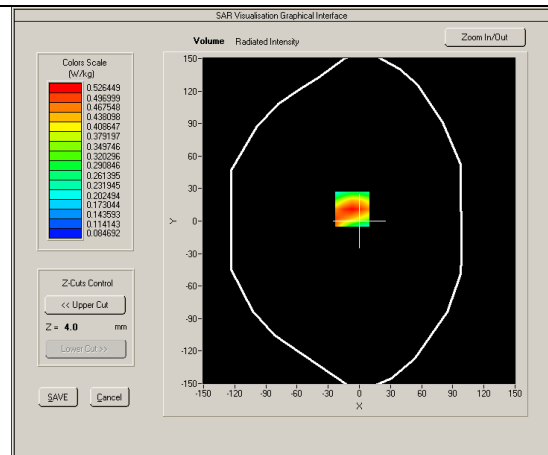 SAR Visualisation Graphical Interface
Volume Radiated Intensity
Zoom In/Out
Colors Scale
(W/kg)
0.526449
0.496999
0.467548
0.438098
0.408647
0.379197
0.349746
0.320296
0.290846
0.261395
0.231945
0.202494
0.173044
0.143593
0.114143
0.084692
Z-Cuts Control
<< Upper Cut
Z = 4.0 mm
Lower Cut >>
SAVE Cancel
150
120
90
60
30
0
-30
-60
-90
-120
-150
Y
-150 -120 -90 -60 -30 0 30 60 90 120 150
X